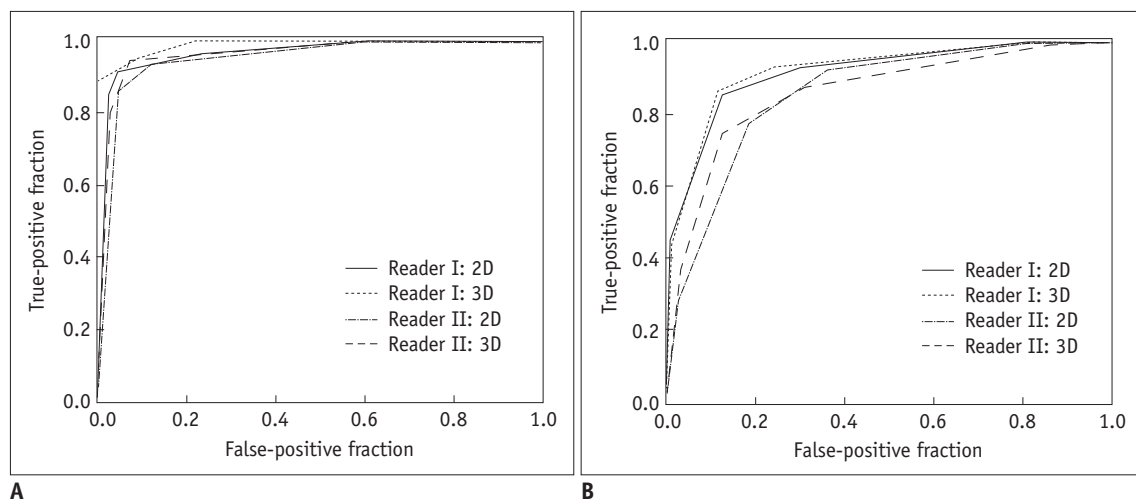 1.0
0.8
0.6
0.4
0.2
0.0
True-positive fraction
Reader I: 2D
Reader I: 3D
Reader II: 2D
Reader II: 3D
0.0 0.2 0.4 0.6 0.8 1.0
False-positive fraction
A
1.0
0.8
0.6
0.4
0.2
0.0
True-positive fraction
Reader I: 2D
Reader I: 3D
Reader II: 2D
Reader II: 3D
0.0 0.2 0.4 0.6 0.8 1.0
False-positive fraction
B